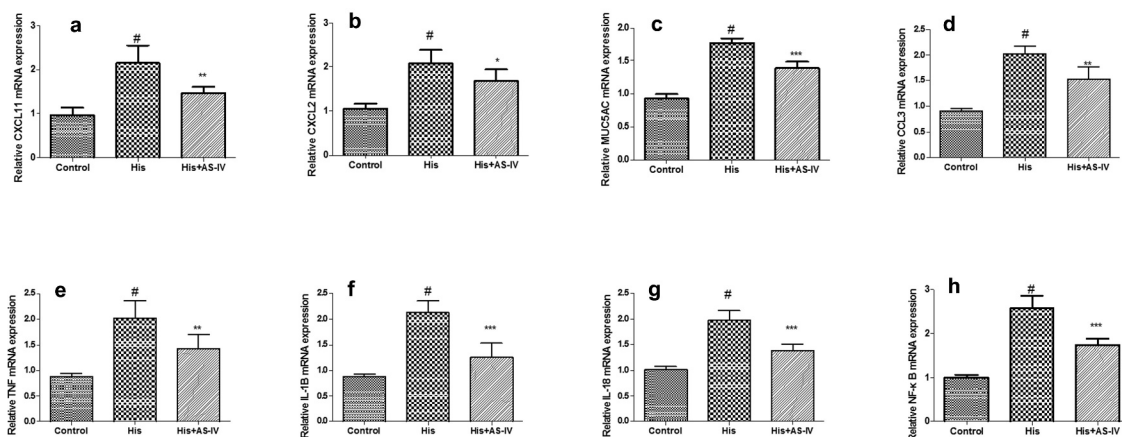 a
Relative CXCL11 mRNA expression
3
2
1
0
#
**
Control His His+AS-IV
b
Relative CXCL2 mRNA expression
3
2
1
0
#
*
Control His His+AS-IV
c
Relative MUC5AC mRNA expression
2.0
1.5
1.0
0.5
0.0
#
***
Control His His+AS-IV
d
Relative CCL3 mRNA expression
2.5
2.0
1.5
1.0
0.5
0.0
#
**
Control His His+AS-IV
e
Relative TNF mRNA expression
2.5
2.0
1.5
1.0
0.5
0.0
#
**
Control His His+AS-IV
f
Relative IL-1B mRNA expression
2.5
2.0
1.5
1.0
0.5
0.0
#
***
Control His His+AS-IV
g
Relative IL-18 mRNA expression
2.5
2.0
1.5
1.0
0.5
0.0
#
***
Control His His+AS-IV
h
Relative NF-κ B mRNA expression
3
2
1
0
#
***
Control His His+AS-IV